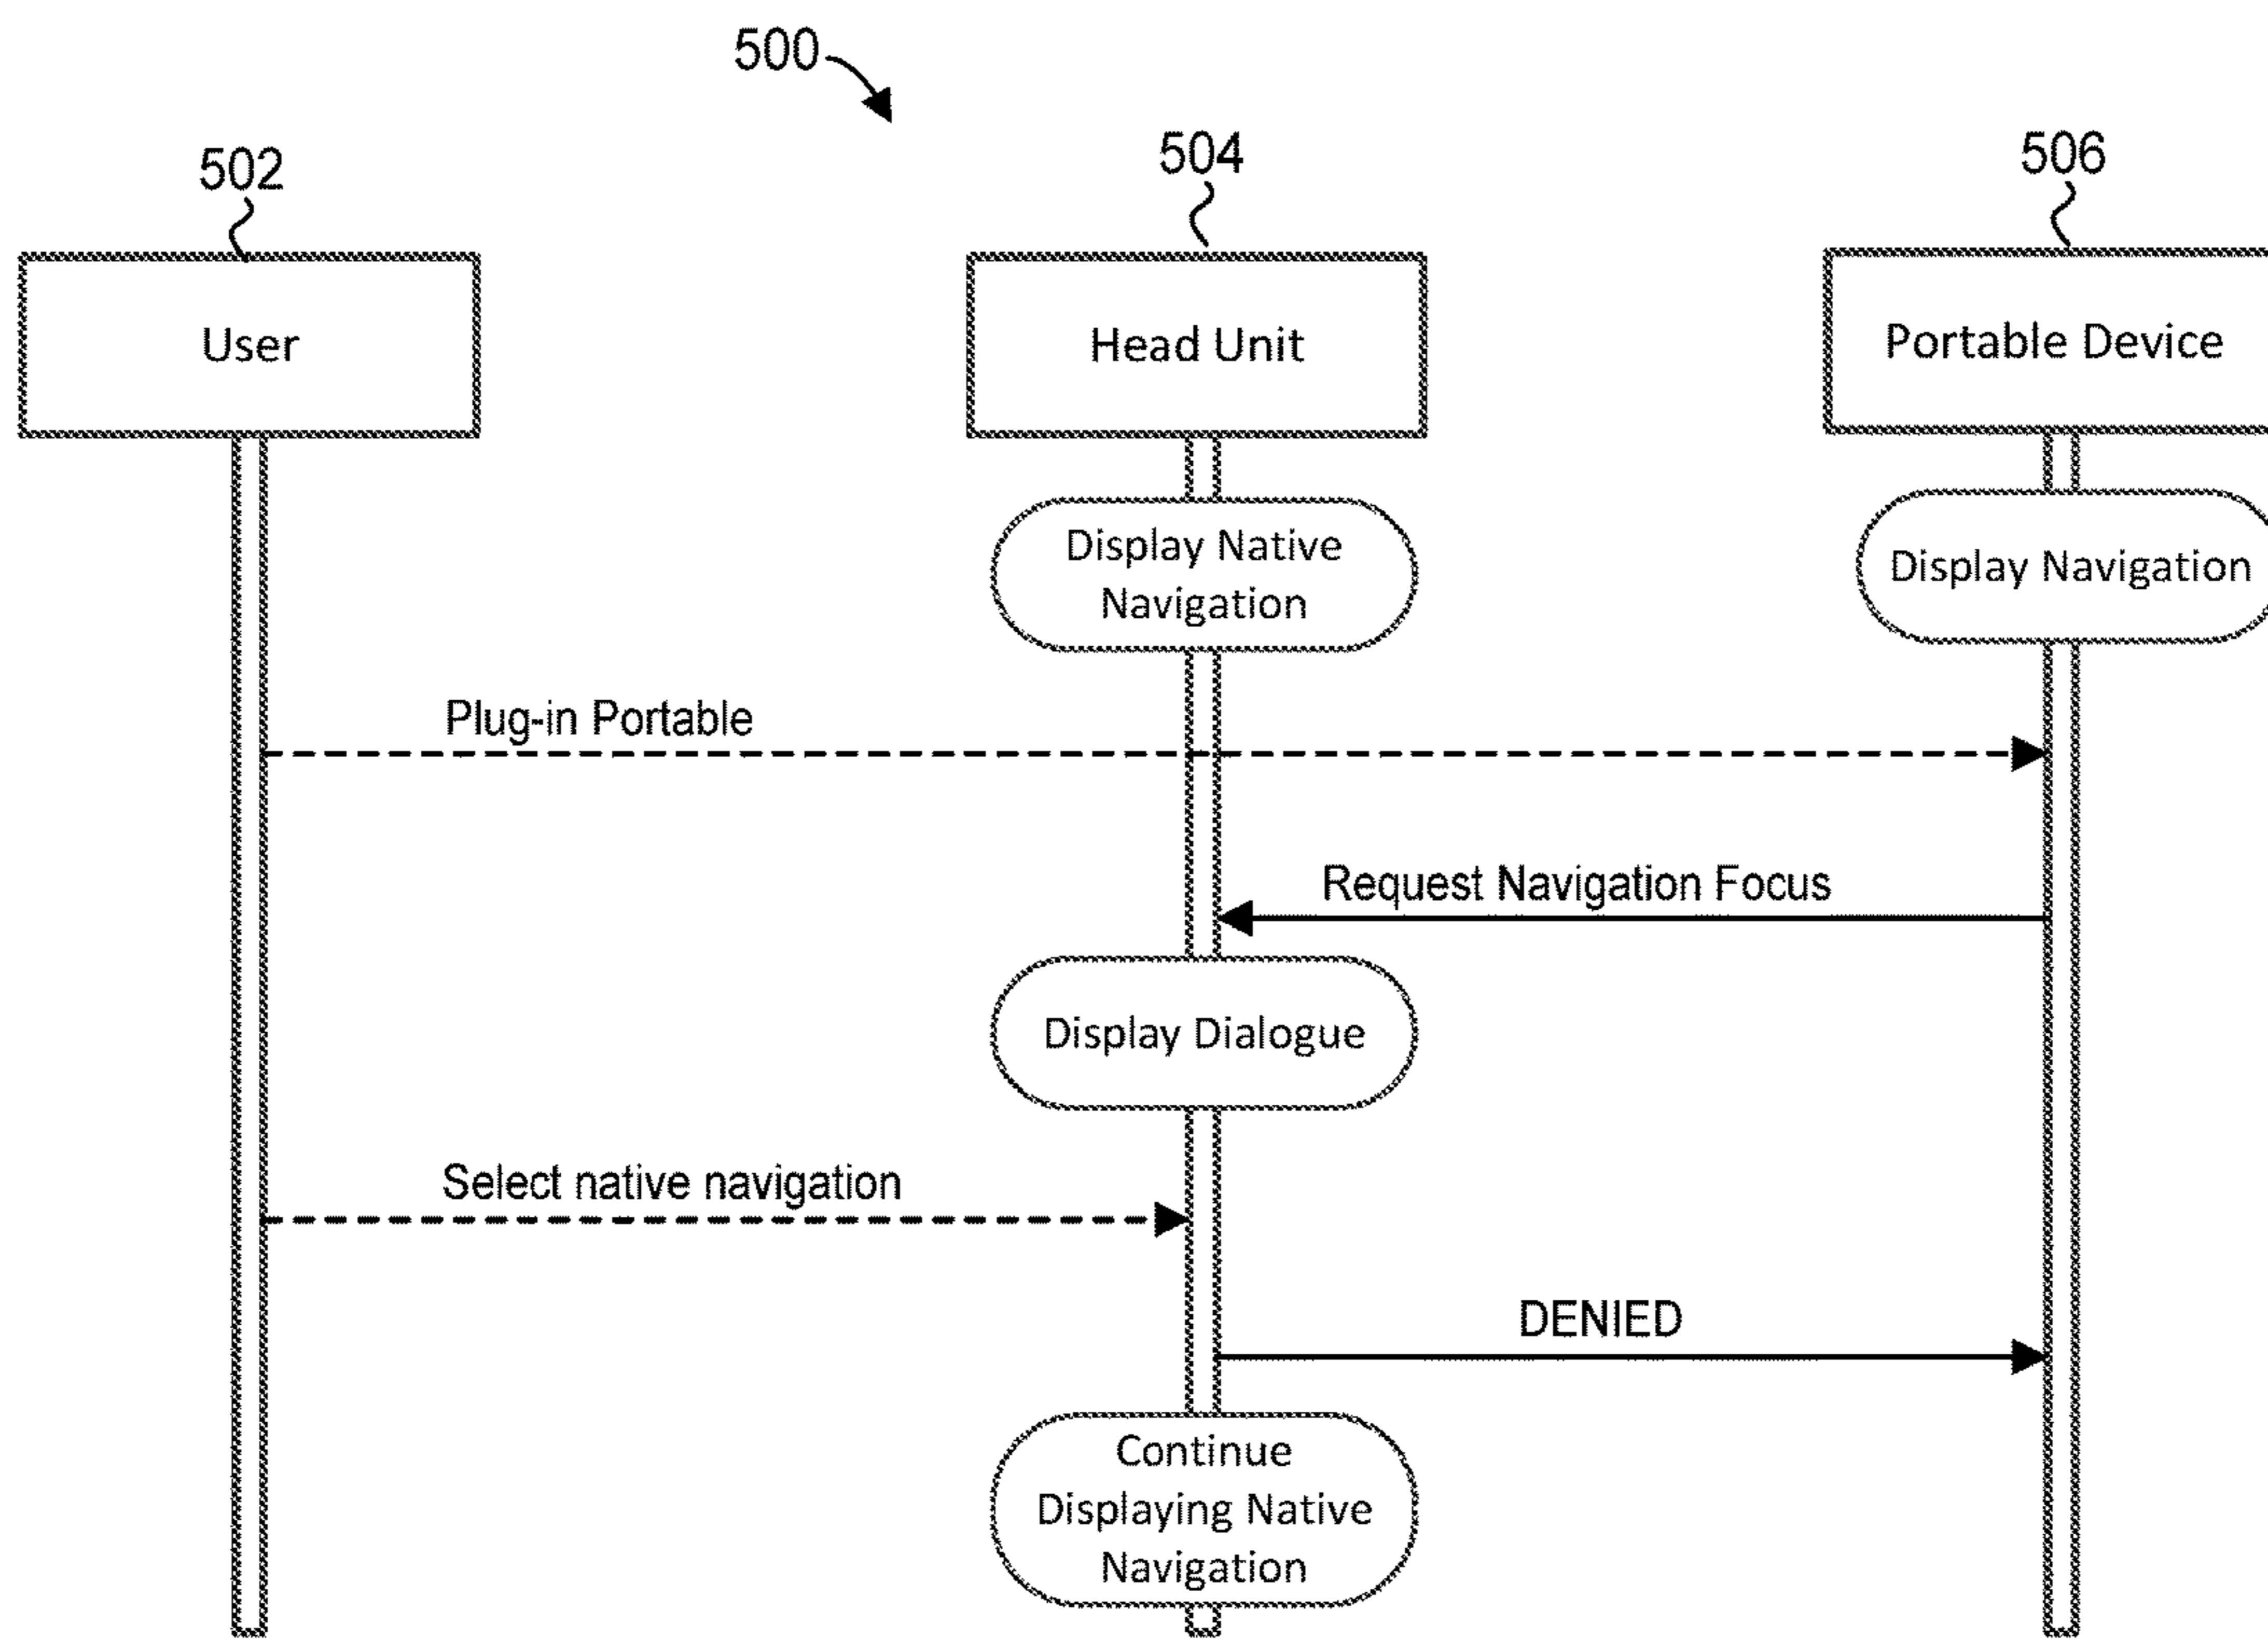 500
502
504
506
User
Head Unit
Portable Device
Display Native
Navigation
Display Navigation
Plug-in Portable
Request Navigation Focus
Display Dialogue
Select native navigation
DENIED
Continue
Displaying Native
Navigation